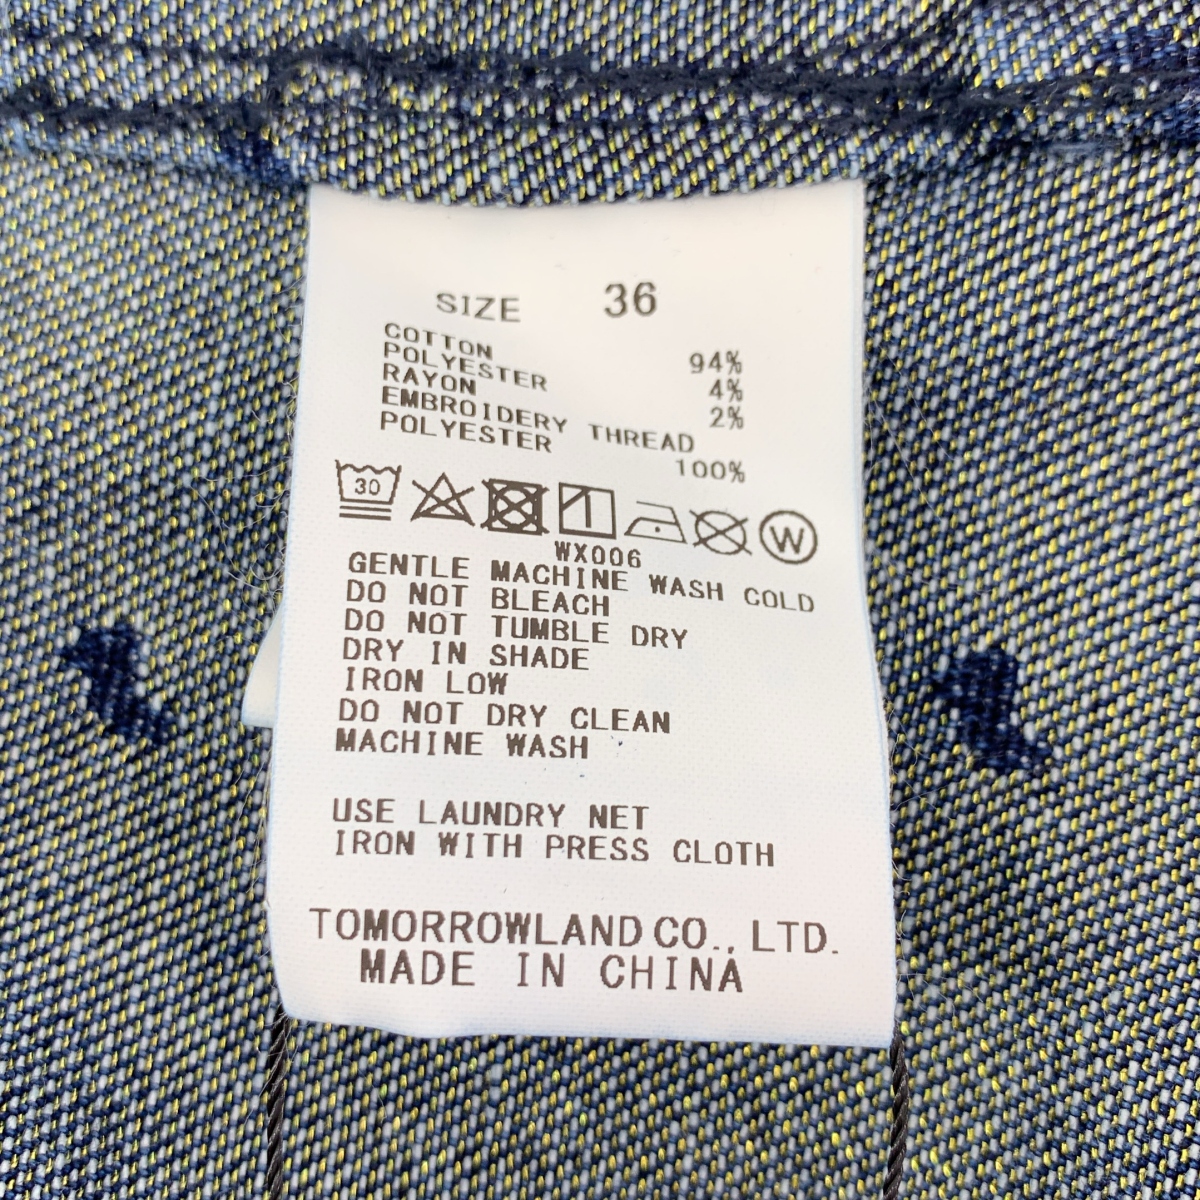 SIZE 36
COTTON 94%
POLYESTER 4%
RAYON 2%
EMBROIDERY THREAD
POLYESTER 100%
30 W
WX006
GENTLE MACHINE WASH COLD
DO NOT BLEACH
DO NOT TUMBLE DRY
DRY IN SHADE
IRON LOW
DO NOT DRY CLEAN
MACHINE WASH
USE LAUNDRY NET
IRON WITH PRESS CLOTH
TOMORROWLAND CO., LTD.
MADE IN CHINA